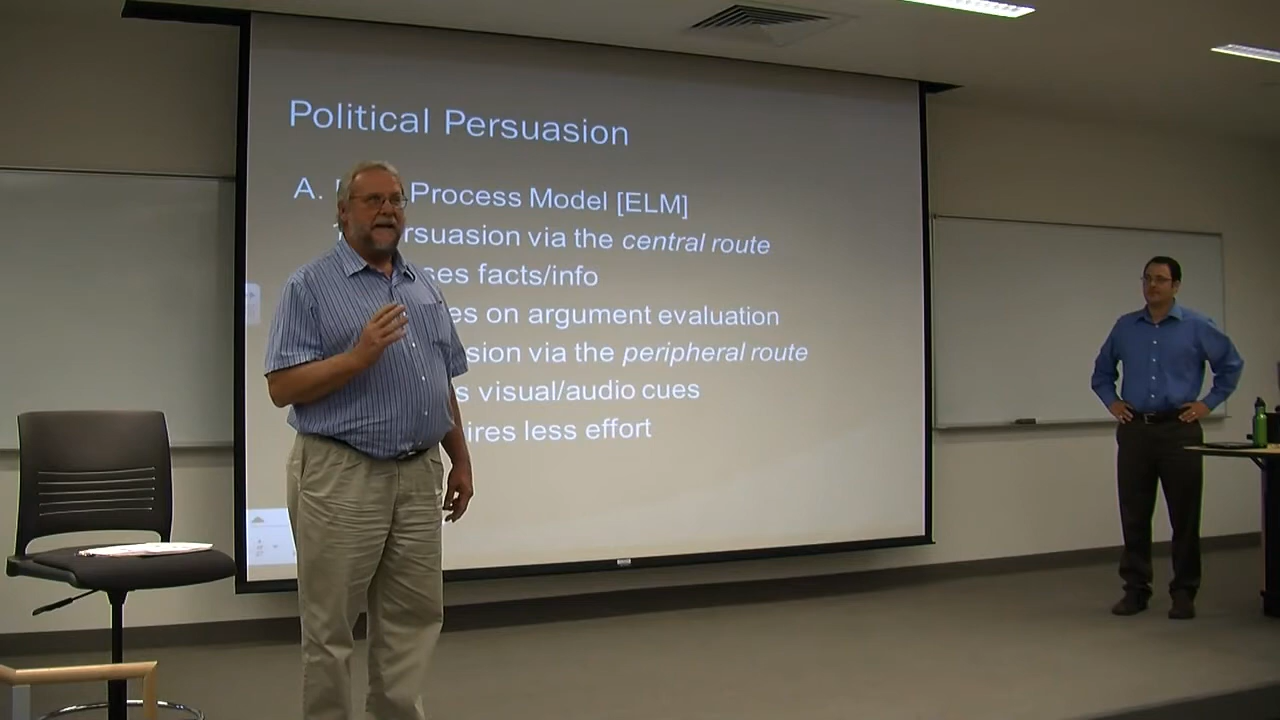 Political Persuasion
A. Process Model [ELM]
rsuasion via the central route
ses facts/info
es on argument evaluation
sion via the peripheral route
s visual/audio cues
ires less effort